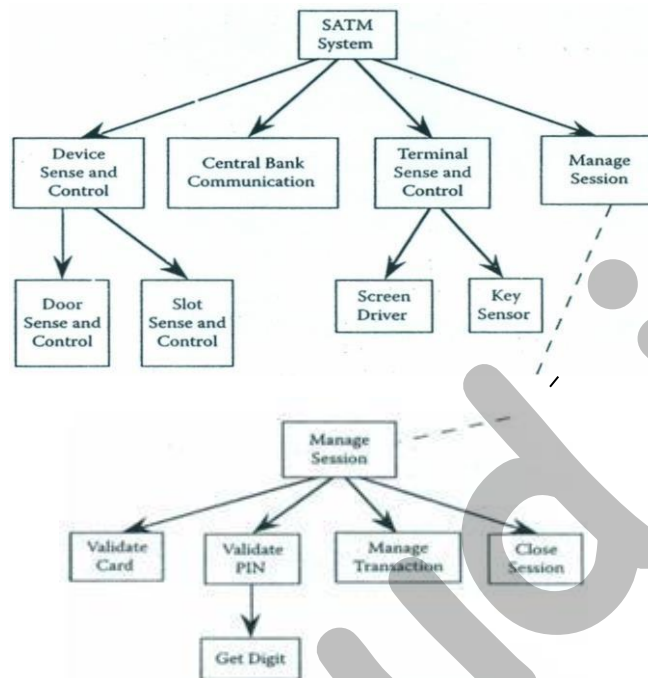 SATM
System
Device
Sense and
Control
Central Bank
Communication
Terminal
Sense and
Control
Manage
Session
Door
Sense and
Control
Slot
Sense and
Control
Screen
Driver
Key
Sensor
Manage
Session
Validate
Card
Validate
PIN
Manage
Transaction
Close
Session
Get Digit